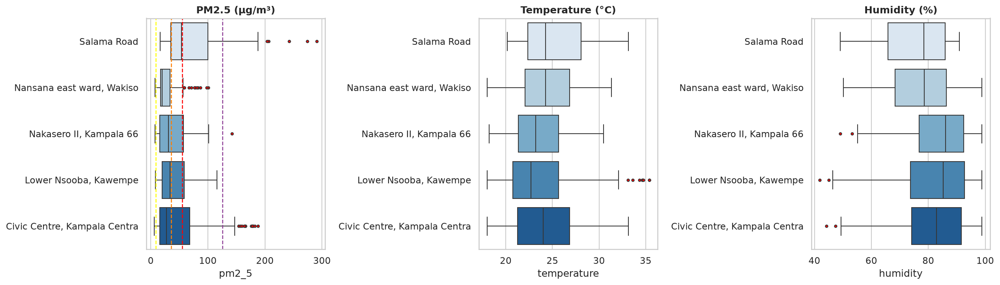 PM2.5 (µg/m³)
Salama Road
Nansana east ward, Wakiso
Nakasero II, Kampala 66
Lower Nsooba, Kawempe
Civic Centre, Kampala Centra
0 100 200 300
pm2_5
Temperature (°C)
Salama Road
Nansana east ward, Wakiso
Nakasero II, Kampala 66
Lower Nsooba, Kawempe
Civic Centre, Kampala Centra
20 25 30 35
temperature
Humidity (%)
Salama Road
Nansana east ward, Wakiso
Nakasero II, Kampala 66
Lower Nsooba, Kawempe
Civic Centre, Kampala Centra
40 60 80 100
humidity